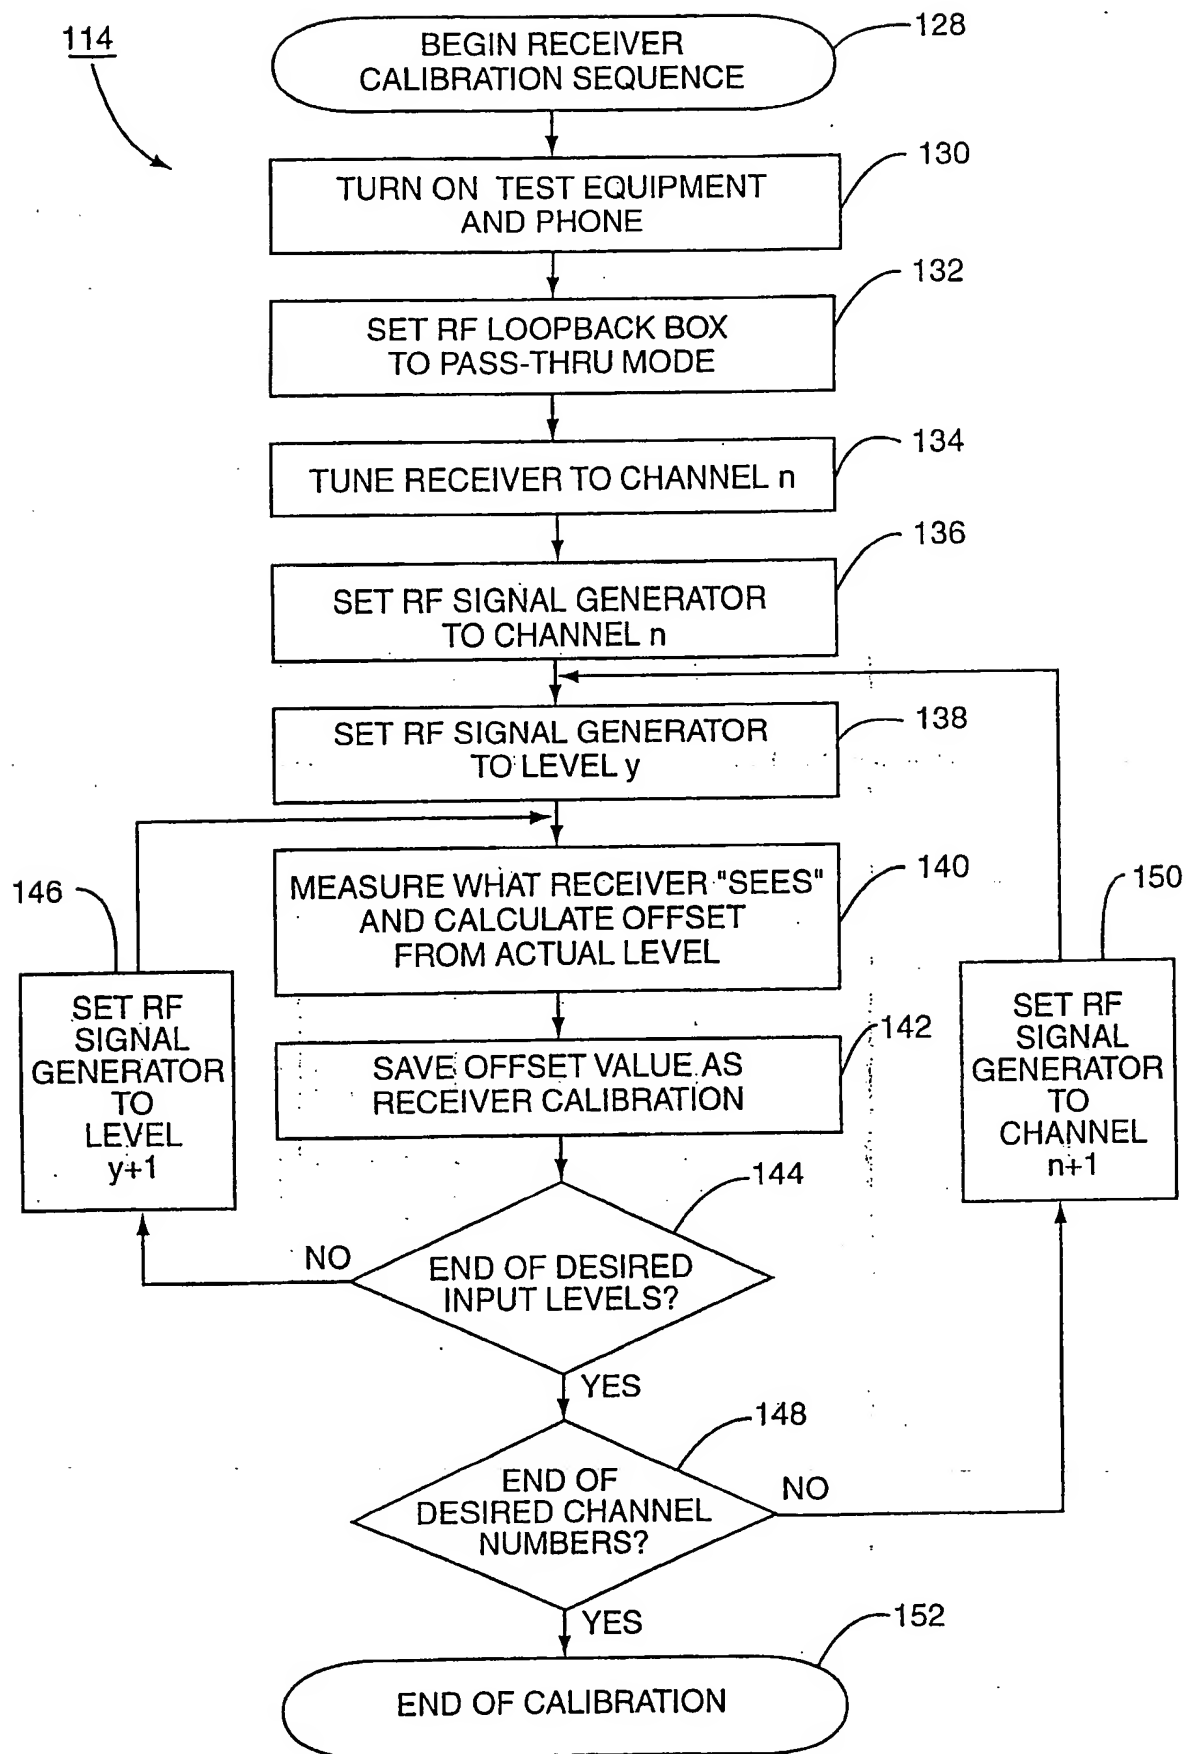 114
BEGIN RECEIVER
CALIBRATION SEQUENCE
128
TURN ON TEST EQUIPMENT
AND PHONE
130
SET RF LOOPBACK BOX
TO PASS-THRU MODE
132
TUNE RECEIVER TO CHANNEL n
134
SET RF SIGNAL GENERATOR
TO CHANNEL n
136
SET RF SIGNAL GENERATOR
TO LEVEL y
138
MEASURE WHAT RECEIVER "SEES"
AND CALCULATE OFFSET
FROM ACTUAL LEVEL
140
SAVE OFFSET VALUE AS
RECEIVER CALIBRATION
142
END OF DESIRED
INPUT LEVELS?
144
NO
146
SET RF
SIGNAL
GENERATOR
TO
LEVEL
y+1
YES
END OF
DESIRED CHANNEL
NUMBERS?
148
NO
150
SET RF
SIGNAL
GENERATOR
TO
CHANNEL
n+1
YES
END OF CALIBRATION
152